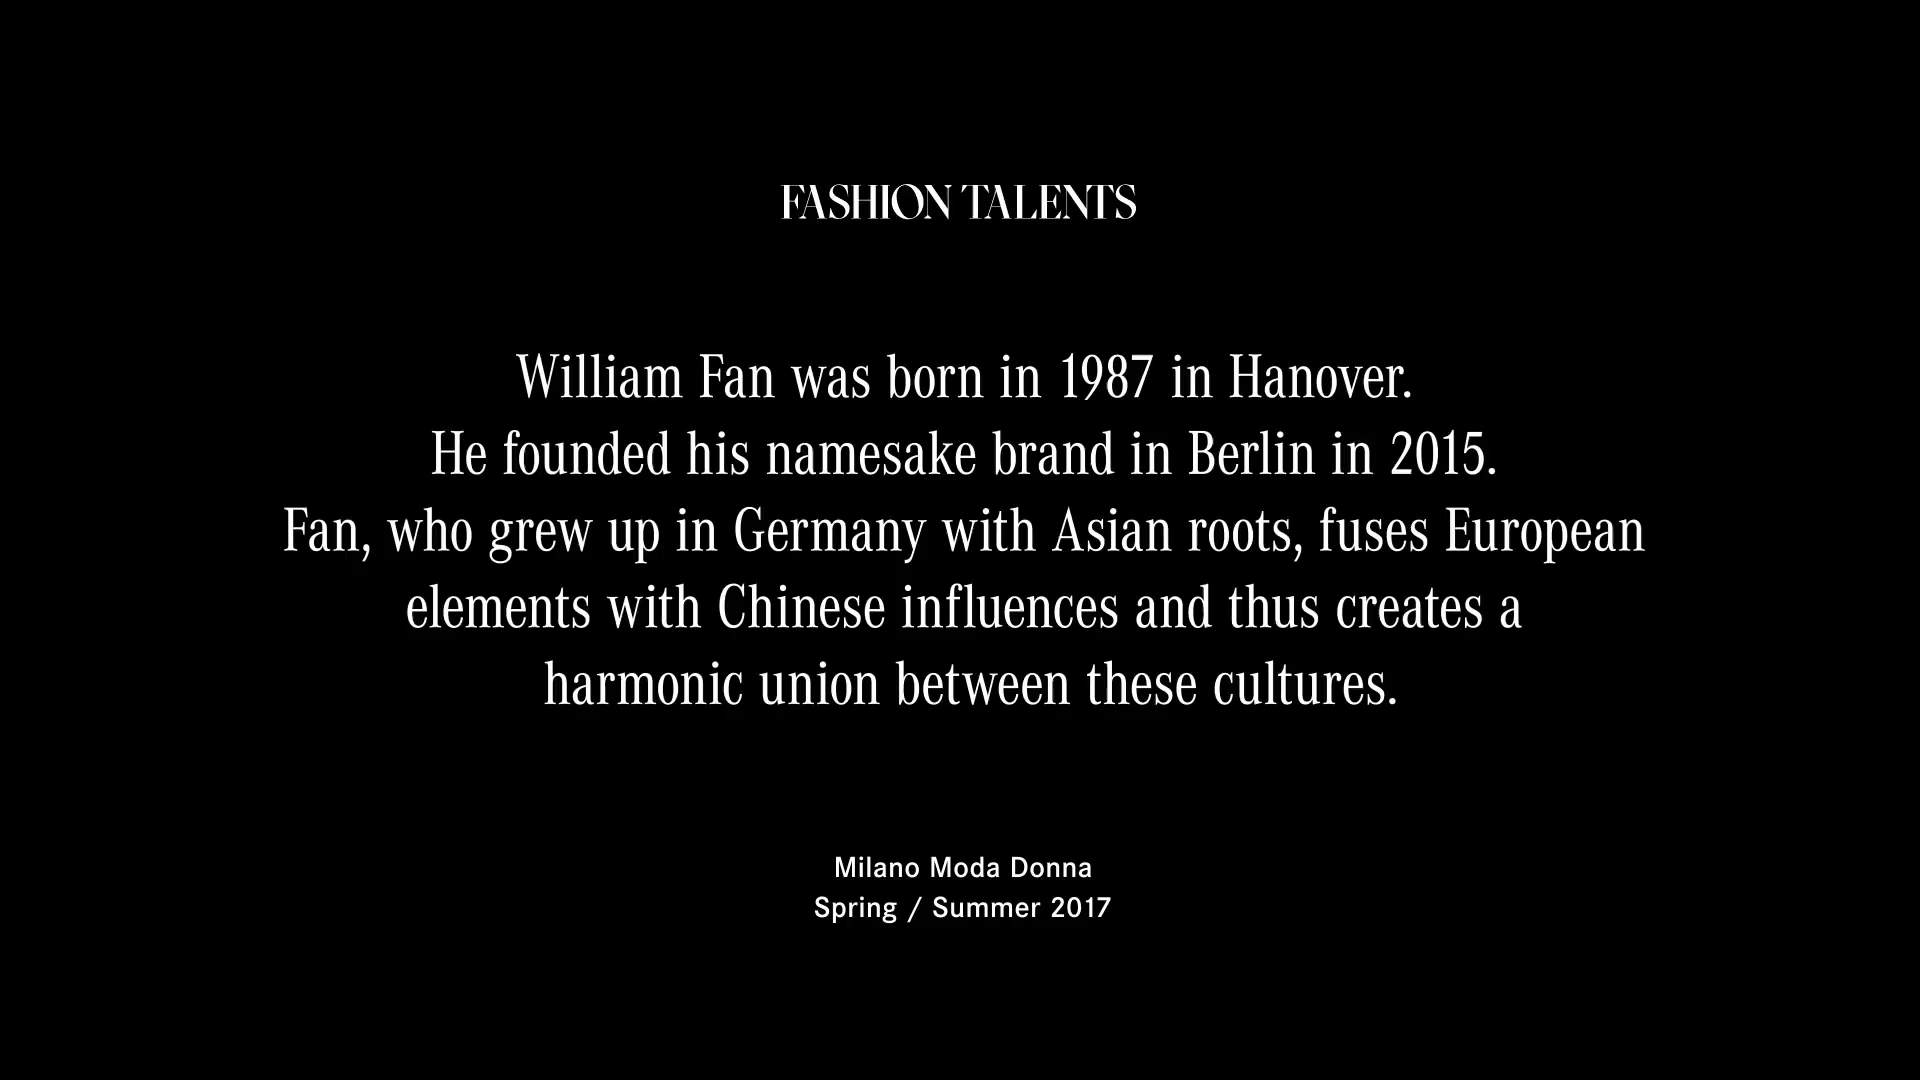 FASHION TALENTS
William Fan was born in 1987 in Hanover.
He founded his namesake brand in Berlin in 2015.
Fan, who grew up in Germany with Asian roots, fuses European
elements with Chinese influences and thus creates a
harmonic union between these cultures.
Milano Moda Donna
Spring / Summer 2017